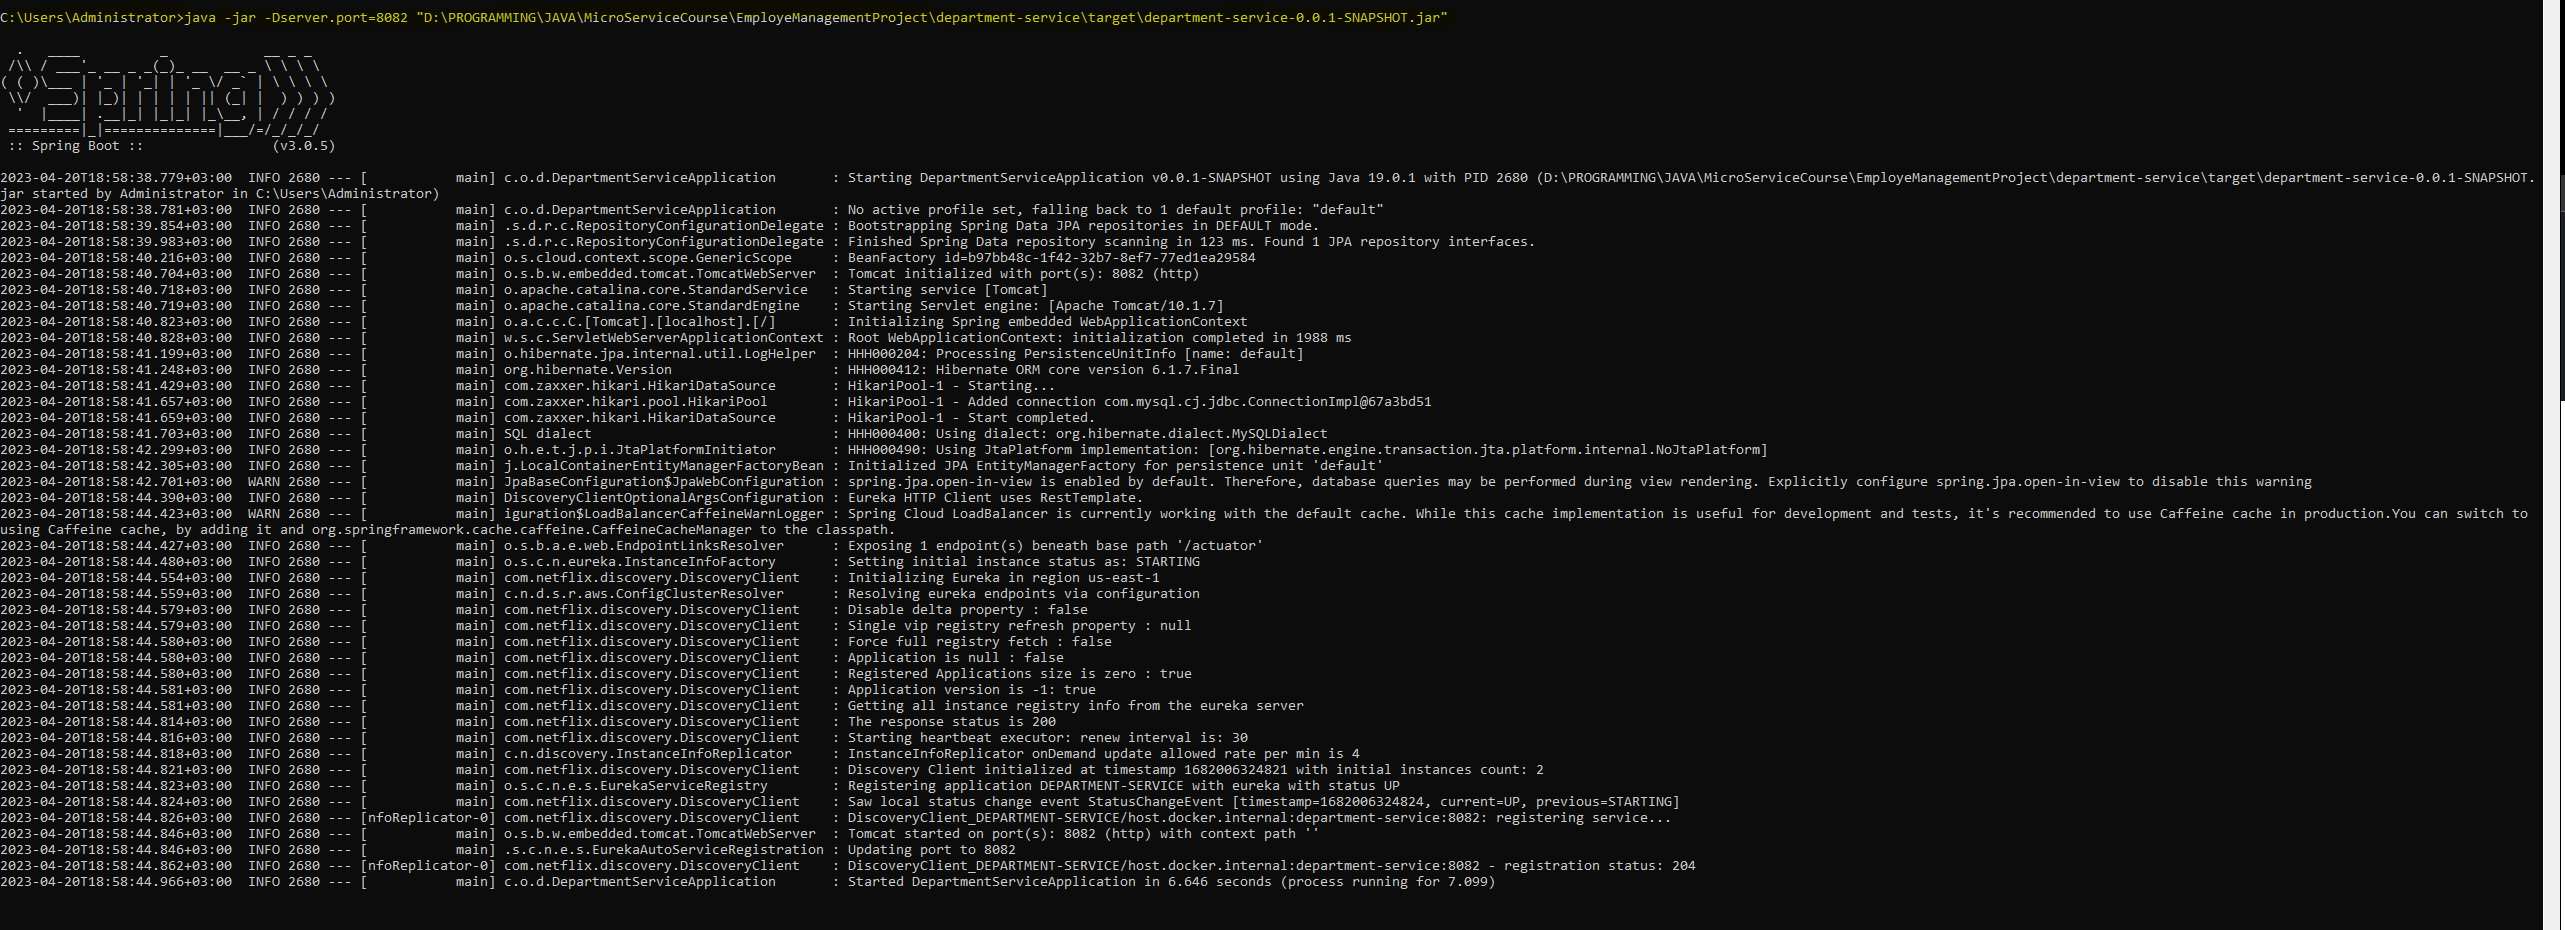 C:\Users\Administrator>java -jar -Dserver.port=8082 "D:\PROGRAMMING\JAVA\MicroServiceCourse\EmployeManagementProject\department-service\target\department-service-0.0.1-SNAPSHOT.jar"
  .   ____          _            __ _ _
 /\\ / ___'_ __ _ _(_)_ __  __ _ \ \ \ \
( ( )\___ | '_ | '_| | '_ \/ _` | \ \ \ \
 \\/  ___)| |_)| | | | | || (_| |  ) ) ) )
  '  |____| .__|_| |_|_| |_\__, | / / / /
 =========|_|==============|___/=/_/_/_/
 :: Spring Boot ::                (v3.0.5)
2023-04-20T18:58:38.779+03:00  INFO 2680 --- [           main] c.o.d.DepartmentServiceApplication       : Starting DepartmentServiceApplication v0.0.1-SNAPSHOT using Java 19.0.1 with PID 2680 (D:\PROGRAMMING\JAVA\MicroServiceCourse\EmployeManagementProject\department-service\target\department-service-0.0.1-SNAPSHOT.
jar started by Administrator in C:\Users\Administrator)
2023-04-20T18:58:38.781+03:00  INFO 2680 --- [           main] c.o.d.DepartmentServiceApplication       : No active profile set, falling back to 1 default profile: "default"
2023-04-20T18:58:39.854+03:00  INFO 2680 --- [           main] .s.d.r.c.RepositoryConfigurationDelegate : Bootstrapping Spring Data JPA repositories in DEFAULT mode.
2023-04-20T18:58:39.983+03:00  INFO 2680 --- [           main] .s.d.r.c.RepositoryConfigurationDelegate : Finished Spring Data repository scanning in 123 ms. Found 1 JPA repository interfaces.
2023-04-20T18:58:40.216+03:00  INFO 2680 --- [           main] o.s.cloud.context.scope.GenericScope     : BeanFactory id=b97bb48c-1f42-32b7-8ef7-77ed1ea29584
2023-04-20T18:58:40.704+03:00  INFO 2680 --- [           main] o.s.b.w.embedded.tomcat.TomcatWebServer  : Tomcat initialized with port(s): 8082 (http)
2023-04-20T18:58:40.718+03:00  INFO 2680 --- [           main] o.apache.catalina.core.StandardService   : Starting service [Tomcat]
2023-04-20T18:58:40.719+03:00  INFO 2680 --- [           main] o.apache.catalina.core.StandardEngine    : Starting Servlet engine: [Apache Tomcat/10.1.7]
2023-04-20T18:58:40.823+03:00  INFO 2680 --- [           main] o.a.c.c.C.[Tomcat].[localhost].[/]       : Initializing Spring embedded WebApplicationContext
2023-04-20T18:58:40.828+03:00  INFO 2680 --- [           main] w.s.c.ServletWebServerApplicationContext : Root WebApplicationContext: initialization completed in 1988 ms
2023-04-20T18:58:41.199+03:00  INFO 2680 --- [           main] o.hibernate.jpa.internal.util.LogHelper  : HHH000204: Processing PersistenceUnitInfo [name: default]
2023-04-20T18:58:41.248+03:00  INFO 2680 --- [           main] org.hibernate.Version                    : HHH000412: Hibernate ORM core version 6.1.7.Final
2023-04-20T18:58:41.429+03:00  INFO 2680 --- [           main] com.zaxxer.hikari.HikariDataSource       : HikariPool-1 - Starting...
2023-04-20T18:58:41.657+03:00  INFO 2680 --- [           main] com.zaxxer.hikari.pool.HikariPool        : HikariPool-1 - Added connection com.mysql.cj.jdbc.ConnectionImpl@67a3bd51
2023-04-20T18:58:41.659+03:00  INFO 2680 --- [           main] com.zaxxer.hikari.HikariDataSource       : HikariPool-1 - Start completed.
2023-04-20T18:58:41.703+03:00  INFO 2680 --- [           main] SQL dialect                              : HHH000400: Using dialect: org.hibernate.dialect.MySQLDialect
2023-04-20T18:58:42.299+03:00  INFO 2680 --- [           main] o.h.e.t.j.p.i.JtaPlatformInitiator       : HHH000490: Using JtaPlatform implementation: [org.hibernate.engine.transaction.jta.platform.internal.NoJtaPlatform]
2023-04-20T18:58:42.305+03:00  INFO 2680 --- [           main] j.LocalContainerEntityManagerFactoryBean : Initialized JPA EntityManagerFactory for persistence unit 'default'
2023-04-20T18:58:42.701+03:00  WARN 2680 --- [           main] JpaBaseConfiguration$JpaWebConfiguration : spring.jpa.open-in-view is enabled by default. Therefore, database queries may be performed during view rendering. Explicitly configure spring.jpa.open-in-view to disable this warning
2023-04-20T18:58:44.390+03:00  INFO 2680 --- [           main] DiscoveryClientOptionalArgsConfiguration : Eureka HTTP Client uses RestTemplate.
2023-04-20T18:58:44.423+03:00  WARN 2680 --- [           main] iguration$LoadBalancerCaffeineWarnLogger : Spring Cloud LoadBalancer is currently working with the default cache. While this cache implementation is useful for development and tests, it's recommended to use Caffeine cache in production.You can switch to
using Caffeine cache, by adding it and org.springframework.cache.caffeine.CaffeineCacheManager to the classpath.
2023-04-20T18:58:44.427+03:00  INFO 2680 --- [           main] o.s.b.a.e.web.EndpointLinksResolver      : Exposing 1 endpoint(s) beneath base path '/actuator'
2023-04-20T18:58:44.480+03:00  INFO 2680 --- [           main] o.s.c.n.eureka.InstanceInfoFactory       : Setting initial instance status as: STARTING
2023-04-20T18:58:44.554+03:00  INFO 2680 --- [           main] com.netflix.discovery.DiscoveryClient    : Initializing Eureka in region us-east-1
2023-04-20T18:58:44.559+03:00  INFO 2680 --- [           main] c.n.d.s.r.aws.ConfigClusterResolver      : Resolving eureka endpoints via configuration
2023-04-20T18:58:44.579+03:00  INFO 2680 --- [           main] com.netflix.discovery.DiscoveryClient    : Disable delta property : false
2023-04-20T18:58:44.579+03:00  INFO 2680 --- [           main] com.netflix.discovery.DiscoveryClient    : Single vip registry refresh property : null
2023-04-20T18:58:44.580+03:00  INFO 2680 --- [           main] com.netflix.discovery.DiscoveryClient    : Force full registry fetch : false
2023-04-20T18:58:44.580+03:00  INFO 2680 --- [           main] com.netflix.discovery.DiscoveryClient    : Application is null : false
2023-04-20T18:58:44.580+03:00  INFO 2680 --- [           main] com.netflix.discovery.DiscoveryClient    : Registered Applications size is zero : true
2023-04-20T18:58:44.581+03:00  INFO 2680 --- [           main] com.netflix.discovery.DiscoveryClient    : Application version is -1: true
2023-04-20T18:58:44.581+03:00  INFO 2680 --- [           main] com.netflix.discovery.DiscoveryClient    : Getting all instance registry info from the eureka server
2023-04-20T18:58:44.814+03:00  INFO 2680 --- [           main] com.netflix.discovery.DiscoveryClient    : The response status is 200
2023-04-20T18:58:44.816+03:00  INFO 2680 --- [           main] com.netflix.discovery.DiscoveryClient    : Starting heartbeat executor: renew interval is: 30
2023-04-20T18:58:44.818+03:00  INFO 2680 --- [           main] c.n.discovery.InstanceInfoReplicator     : InstanceInfoReplicator onDemand update allowed rate per min is 4
2023-04-20T18:58:44.821+03:00  INFO 2680 --- [           main] com.netflix.discovery.DiscoveryClient    : Discovery Client initialized at timestamp 1682006324821 with initial instances count: 2
2023-04-20T18:58:44.823+03:00  INFO 2680 --- [           main] o.s.c.n.e.s.EurekaServiceRegistry        : Registering application DEPARTMENT-SERVICE with eureka with status UP
2023-04-20T18:58:44.824+03:00  INFO 2680 --- [           main] com.netflix.discovery.DiscoveryClient    : Saw local status change event StatusChangeEvent [timestamp=1682006324824, current=UP, previous=STARTING]
2023-04-20T18:58:44.826+03:00  INFO 2680 --- [nfoReplicator-0] com.netflix.discovery.DiscoveryClient    : DiscoveryClient_DEPARTMENT-SERVICE/host.docker.internal:department-service:8082: registering service...
2023-04-20T18:58:44.846+03:00  INFO 2680 --- [           main] o.s.b.w.embedded.tomcat.TomcatWebServer  : Tomcat started on port(s): 8082 (http) with context path ''
2023-04-20T18:58:44.846+03:00  INFO 2680 --- [           main] .s.c.n.e.s.EurekaAutoServiceRegistration : Updating port to 8082
2023-04-20T18:58:44.862+03:00  INFO 2680 --- [nfoReplicator-0] com.netflix.discovery.DiscoveryClient    : DiscoveryClient_DEPARTMENT-SERVICE/host.docker.internal:department-service:8082 - registration status: 204
2023-04-20T18:58:44.966+03:00  INFO 2680 --- [           main] c.o.d.DepartmentServiceApplication       : Started DepartmentServiceApplication in 6.646 seconds (process running for 7.099)